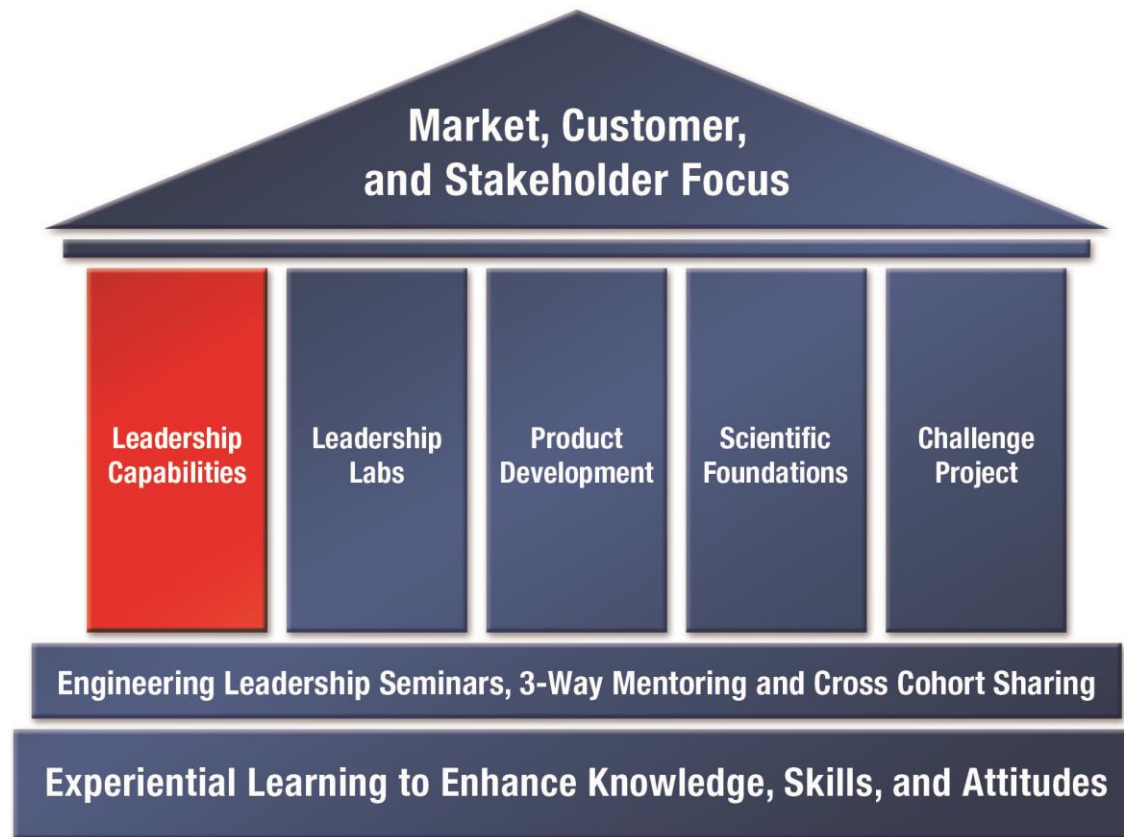 Market, Customer,
and Stakeholder Focus
Leadership
Capabilities
Leadership
Labs
Product
Development
Scientific
Foundations
Challenge
Project
Engineering Leadership Seminars, 3-Way Mentoring and Cross Cohort Sharing
Experiential Learning to Enhance Knowledge, Skills, and Attitudes